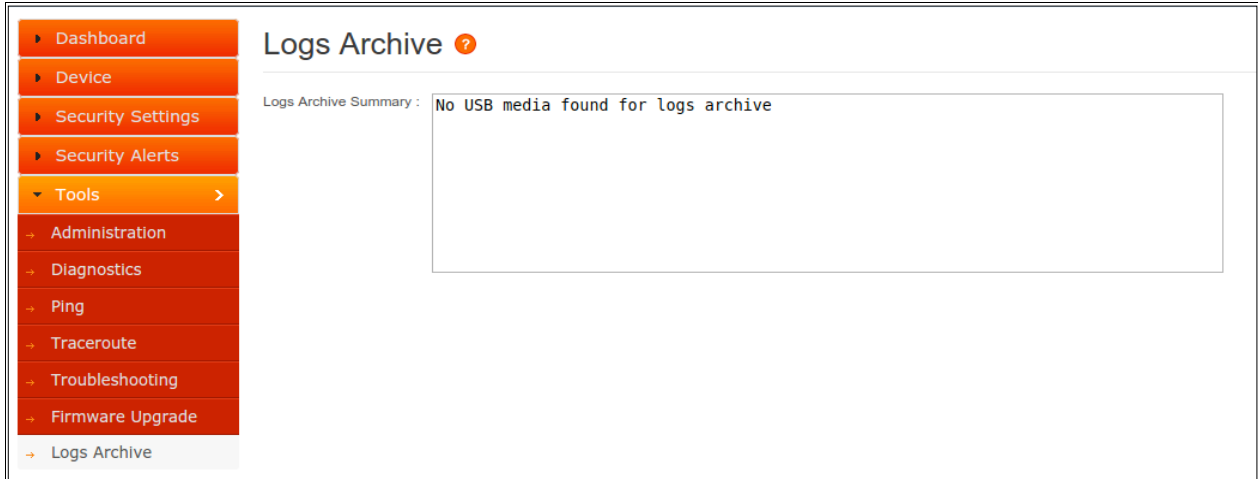 Dashboard
Device
Security Settings
Security Alerts
Tools
Administration
Diagnostics
Ping
Traceroute
Troubleshooting
Firmware Upgrade
Logs Archive
Logs Archive ?
Logs Archive Summary :
No USB media found for logs archive